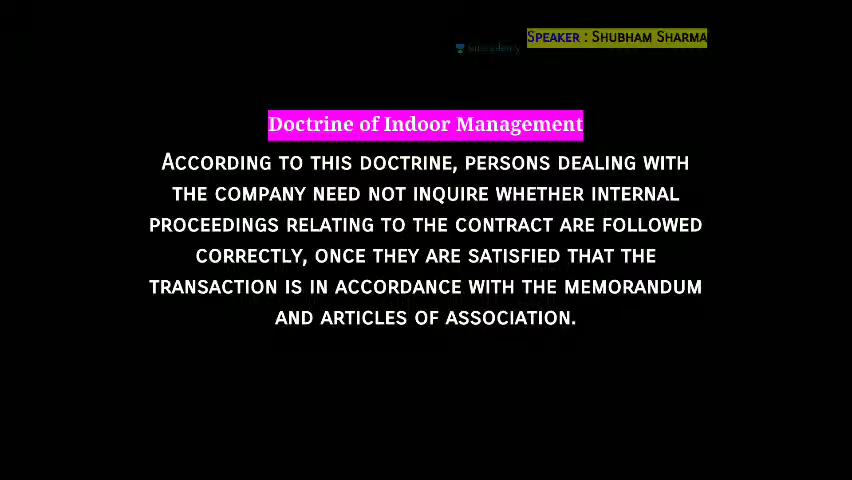 Speaker : Shubham Sharma
unacademy
Doctrine of Indoor Management
According to this doctrine, persons dealing with
the company need not inquire whether internal
proceedings relating to the contract are followed
correctly, once they are satisfied that the
transaction is in accordance with the memorandum
and articles of association.